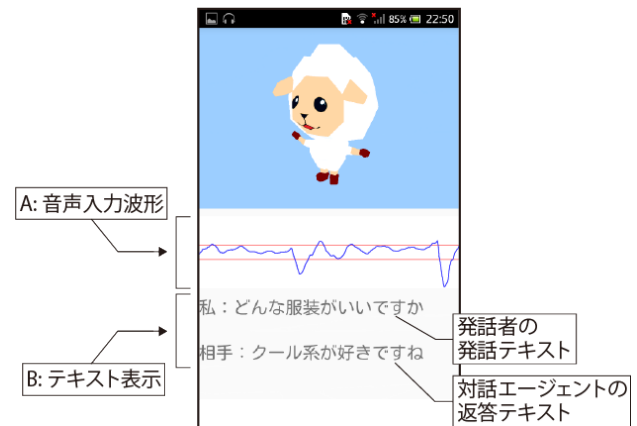 85% 22:50
A: 音声入力波形
私：どんな服装がいいですか
発話者の
発話テキスト
相手：クール系が好きですね
B: テキスト表示
対話エージェントの
返答テキスト